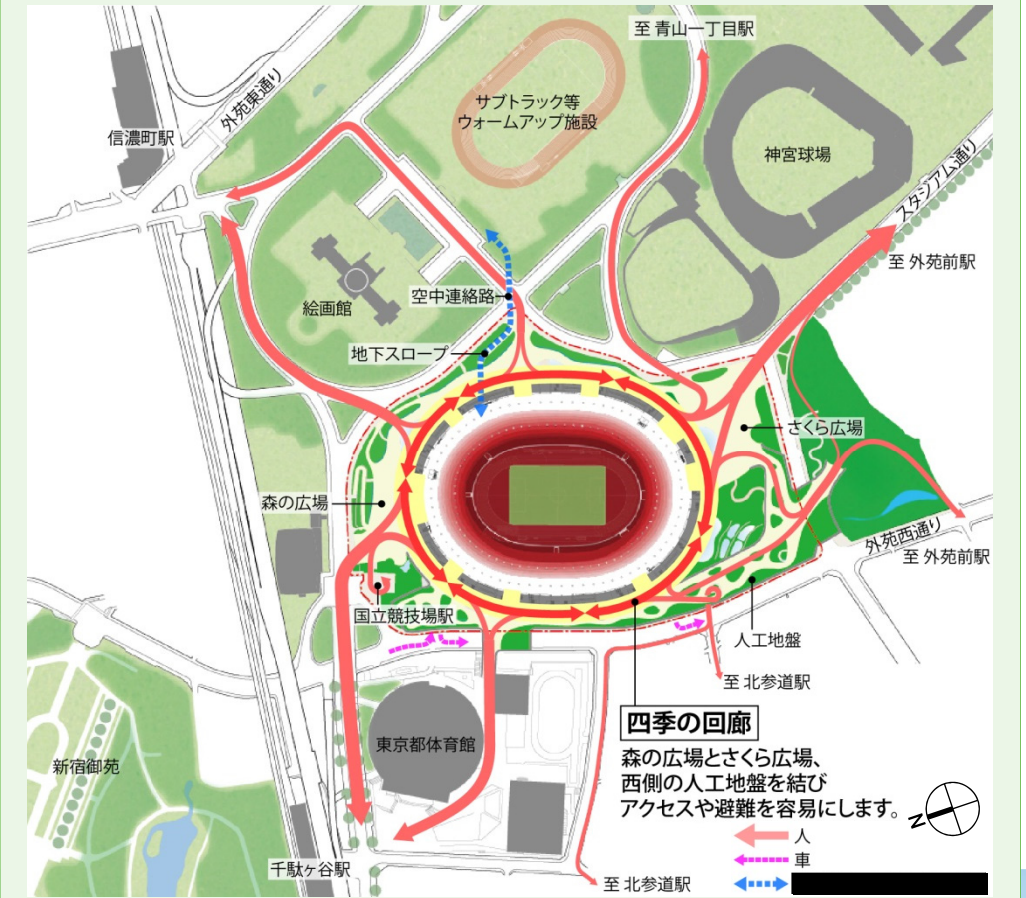 至 青山一丁目駅
サブトラック等
ウォームアップ施設
外苑東通り
信濃町駅
神宮球場
スタジアム通り
至 外苑前駅
空中連絡路
絵画館
地下スロープ
さくら広場
森の広場
外苑西通り
至 外苑前駅
国立競技場駅
人工地盤
至 北参道駅
四季の回廊
森の広場とさくら広場、
西側の人工地盤を結び
アクセスや避難を容易にします。
東京都体育館
新宿御苑
N
人
車
千駄ヶ谷駅
至 北参道駅